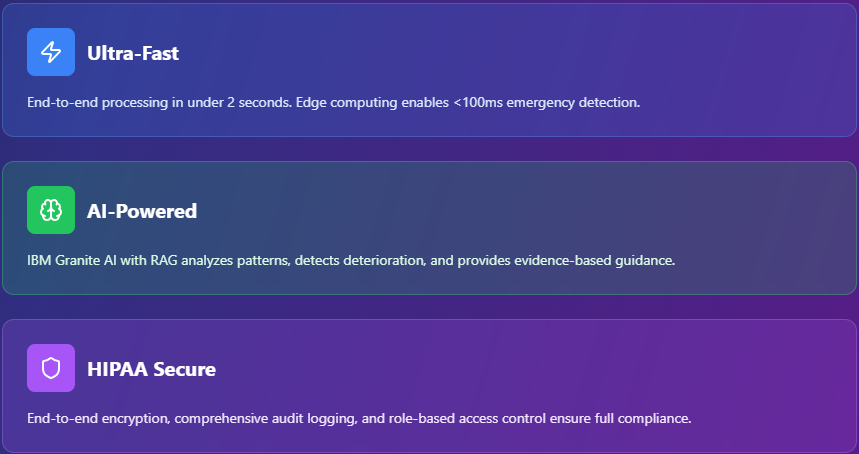 Ultra-Fast
End-to-end processing in under 2 seconds. Edge computing enables <100ms emergency detection.
AI-Powered
IBM Granite AI with RAG analyzes patterns, detects deterioration, and provides evidence-based guidance.
HIPAA Secure
End-to-end encryption, comprehensive audit logging, and role-based access control ensure full compliance.